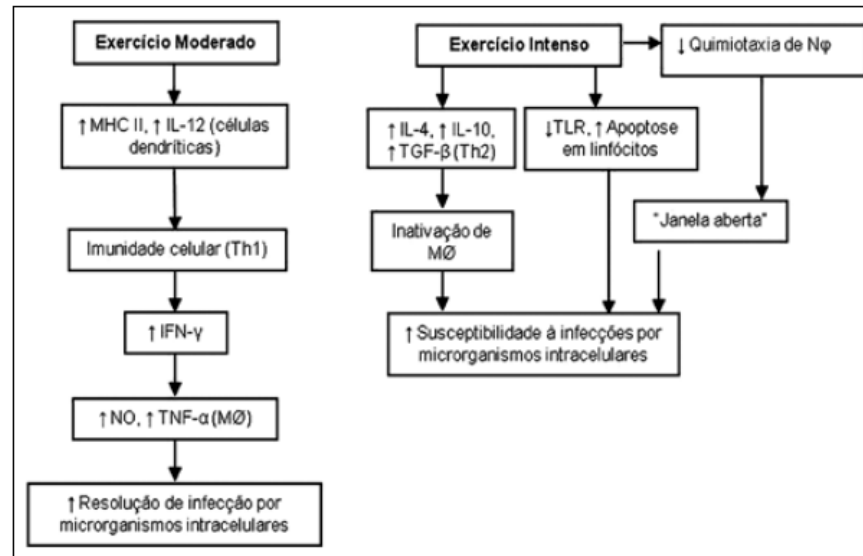 Exercício Moderado
↑MHC II, ↑ IL-12 (células
dendríticas)
Imunidade celular (Th1)
↑ IFN-γ
↑NO, ↑ TNF-α (MØ)
↑ Resolução de infecção por
microrganismos intracelulares
Exercício Intenso
↓ Quimiotaxia de Nφ
↑ IL-4, ↑ IL-10,
↑ TGF-β (Th2)
↓TLR, ↑ Apoptose
em linfócitos
Inativação de
MØ
"Janela aberta"
↑ Susceptibilidade à infecções por
microrganismos intracelulares